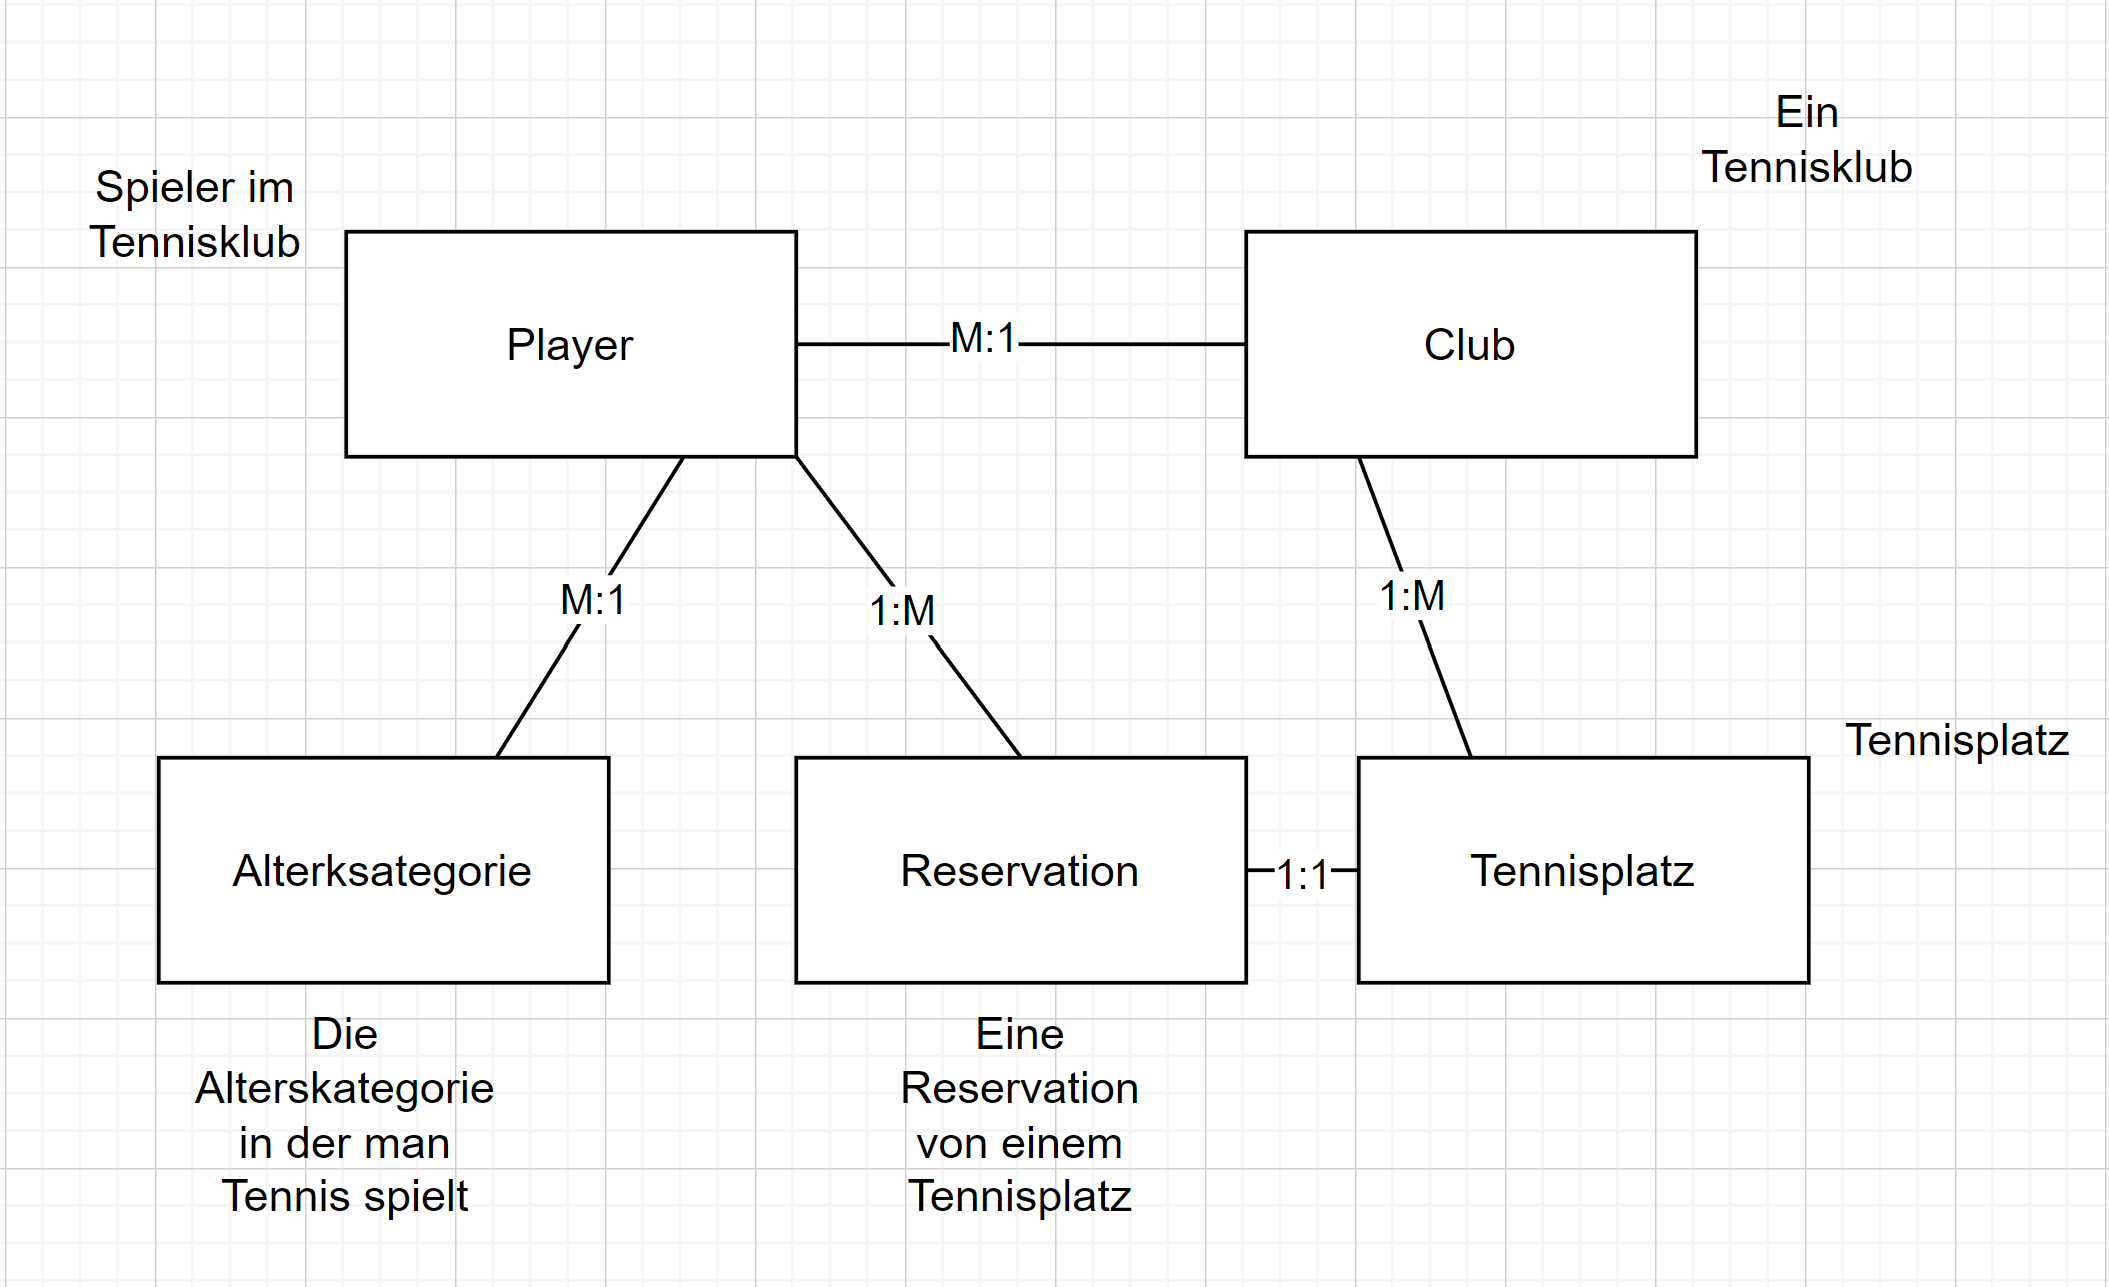 Ein
Tennisklub
Spieler im
Tennisklub
Player
M:1
Club
M:1
1:M
1:M
Tennisplatz
Alterksategorie
Reservation
1:1
Tennisplatz
Die
Alterskategorie
in der man
Tennis spielt
Eine
Reservation
von einem
Tennisplatz